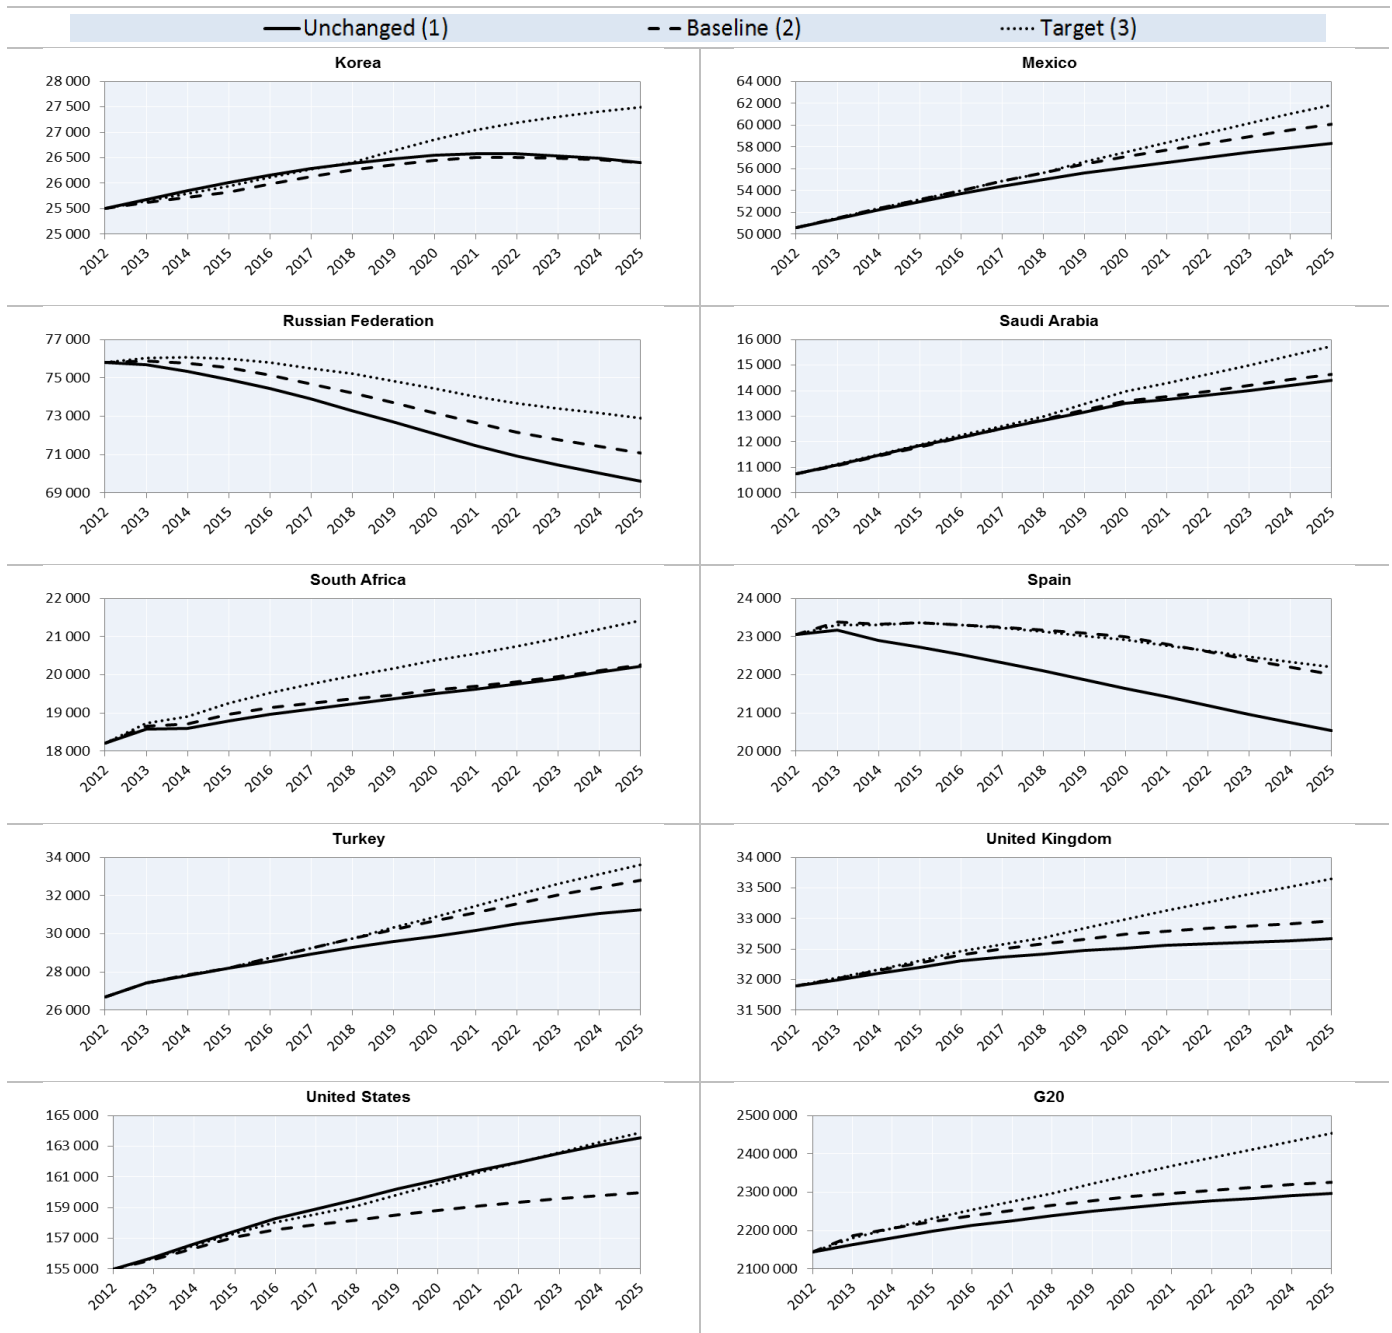 Unchanged (1) Baseline (2) Target (3)
Korea
28 000
27 500
27 000
26 500
26 000
25 500
25 000
2012 2013 2014 2015 2016 2017 2018 2019 2020 2021 2022 2023 2024 2025
Mexico
64 000
62 000
60 000
58 000
56 000
54 000
52 000
50 000
2012 2013 2014 2015 2016 2017 2018 2019 2020 2021 2022 2023 2024 2025
Russian Federation
77 000
75 000
73 000
71 000
69 000
2012 2013 2014 2015 2016 2017 2018 2019 2020 2021 2022 2023 2024 2025
Saudi Arabia
16 000
15 000
14 000
13 000
12 000
11 000
10 000
2012 2013 2014 2015 2016 2017 2018 2019 2020 2021 2022 2023 2024 2025
South Africa
22 000
21 000
20 000
19 000
18 000
2012 2013 2014 2015 2016 2017 2018 2019 2020 2021 2022 2023 2024 2025
Spain
24 000
23 000
22 000
21 000
20 000
2012 2013 2014 2015 2016 2017 2018 2019 2020 2021 2022 2023 2024 2025
Turkey
34 000
32 000
30 000
28 000
26 000
2012 2013 2014 2015 2016 2017 2018 2019 2020 2021 2022 2023 2024 2025
United Kingdom
34 000
33 500
33 000
32 500
32 000
31 500
2012 2013 2014 2015 2016 2017 2018 2019 2020 2021 2022 2023 2024 2025
United States
165 000
163 000
161 000
159 000
157 000
155 000
2012 2013 2014 2015 2016 2017 2018 2019 2020 2021 2022 2023 2024 2025
G20
2500 000
2400 000
2300 000
2200 000
2100 000
2012 2013 2014 2015 2016 2017 2018 2019 2020 2021 2022 2023 2024 2025